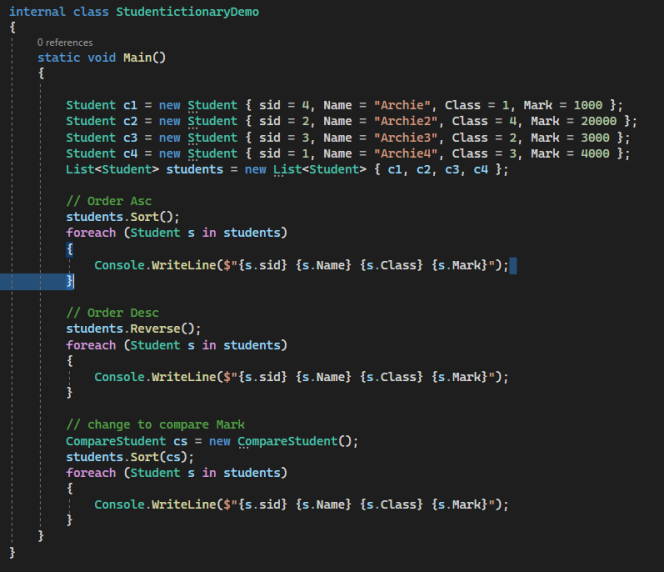 internal class StudentictionaryDemo
{
0 references
static void Main()
{
Student c1 = new Student { sid = 4, Name = "Archie", Class = 1, Mark = 1000 };
Student c2 = new Student { sid = 2, Name = "Archie2", Class = 4, Mark = 20000 };
Student c3 = new Student { sid = 3, Name = "Archie3", Class = 2, Mark = 3000 };
Student c4 = new Student { sid = 1, Name = "Archie4", Class = 3, Mark = 4000 };
List<Student> students = new List<Student> { c1, c2, c3, c4 };
// Order Asc
students.Sort();
foreach (Student s in students)
{
Console.WriteLine($"{s.sid} {s.Name} {s.Class} {s.Mark}");
}
// Order Desc
students.Reverse();
foreach (Student s in students)
{
Console.WriteLine($"{s.sid} {s.Name} {s.Class} {s.Mark}");
}
// change to compare Mark
CompareStudent cs = new CompareStudent();
students.Sort(cs);
foreach (Student s in students)
{
Console.WriteLine($"{s.sid} {s.Name} {s.Class} {s.Mark}");
}
}
}